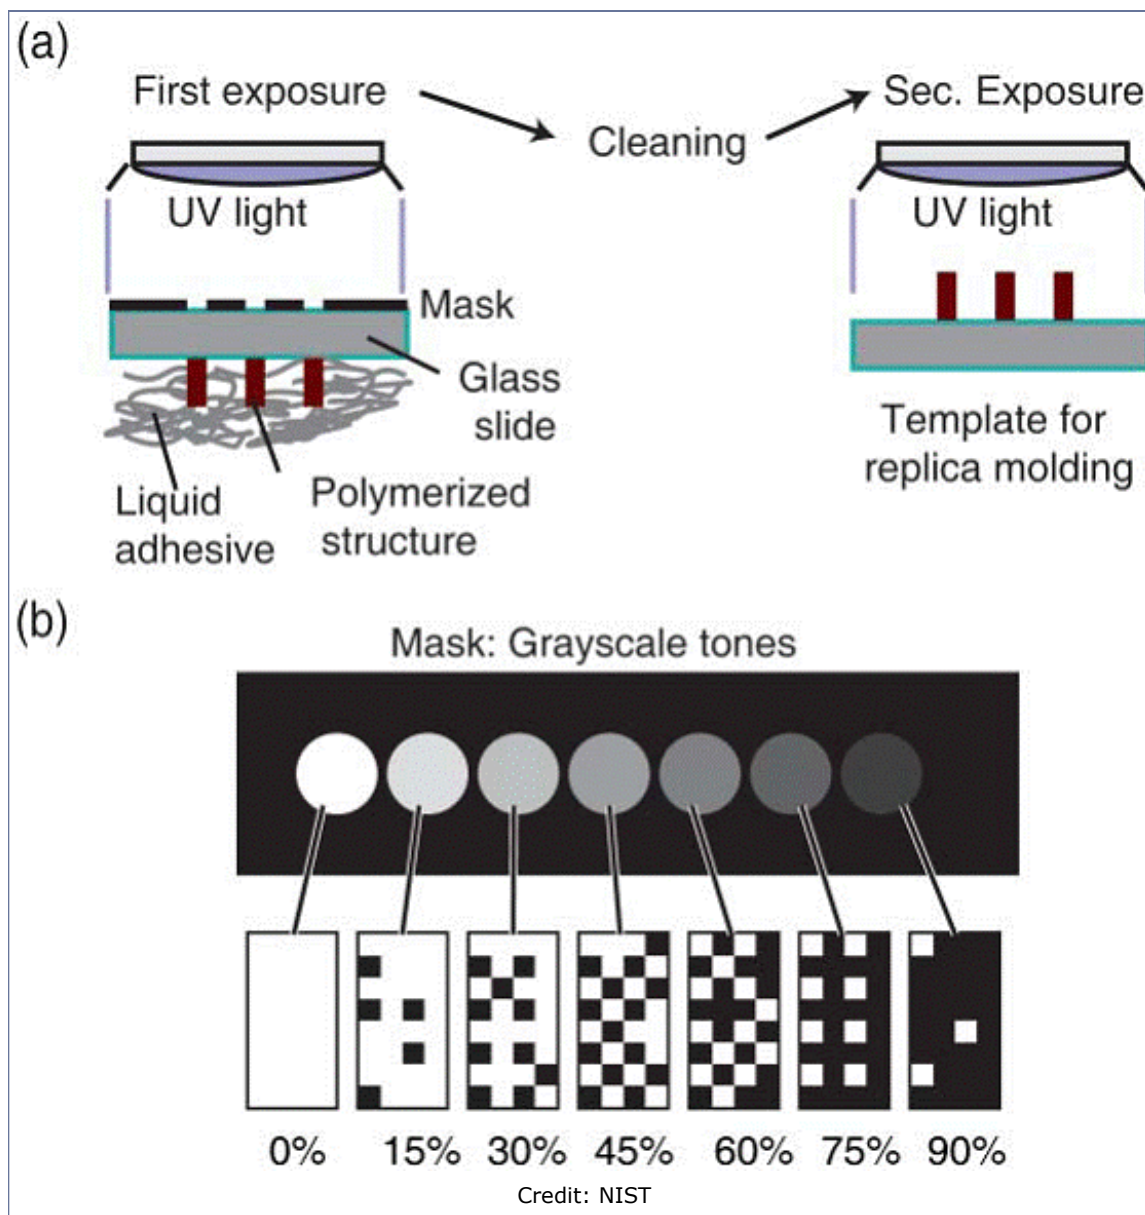 (a)
First exposure
Cleaning
Sec. Exposure
UV light
UV light
Mask
Glass
slide
Liquid
adhesive
Polymerized
structure
Template for
replica molding
(b)
Mask: Grayscale tones
0% 15% 30% 45% 60% 75% 90%
Credit: NIST